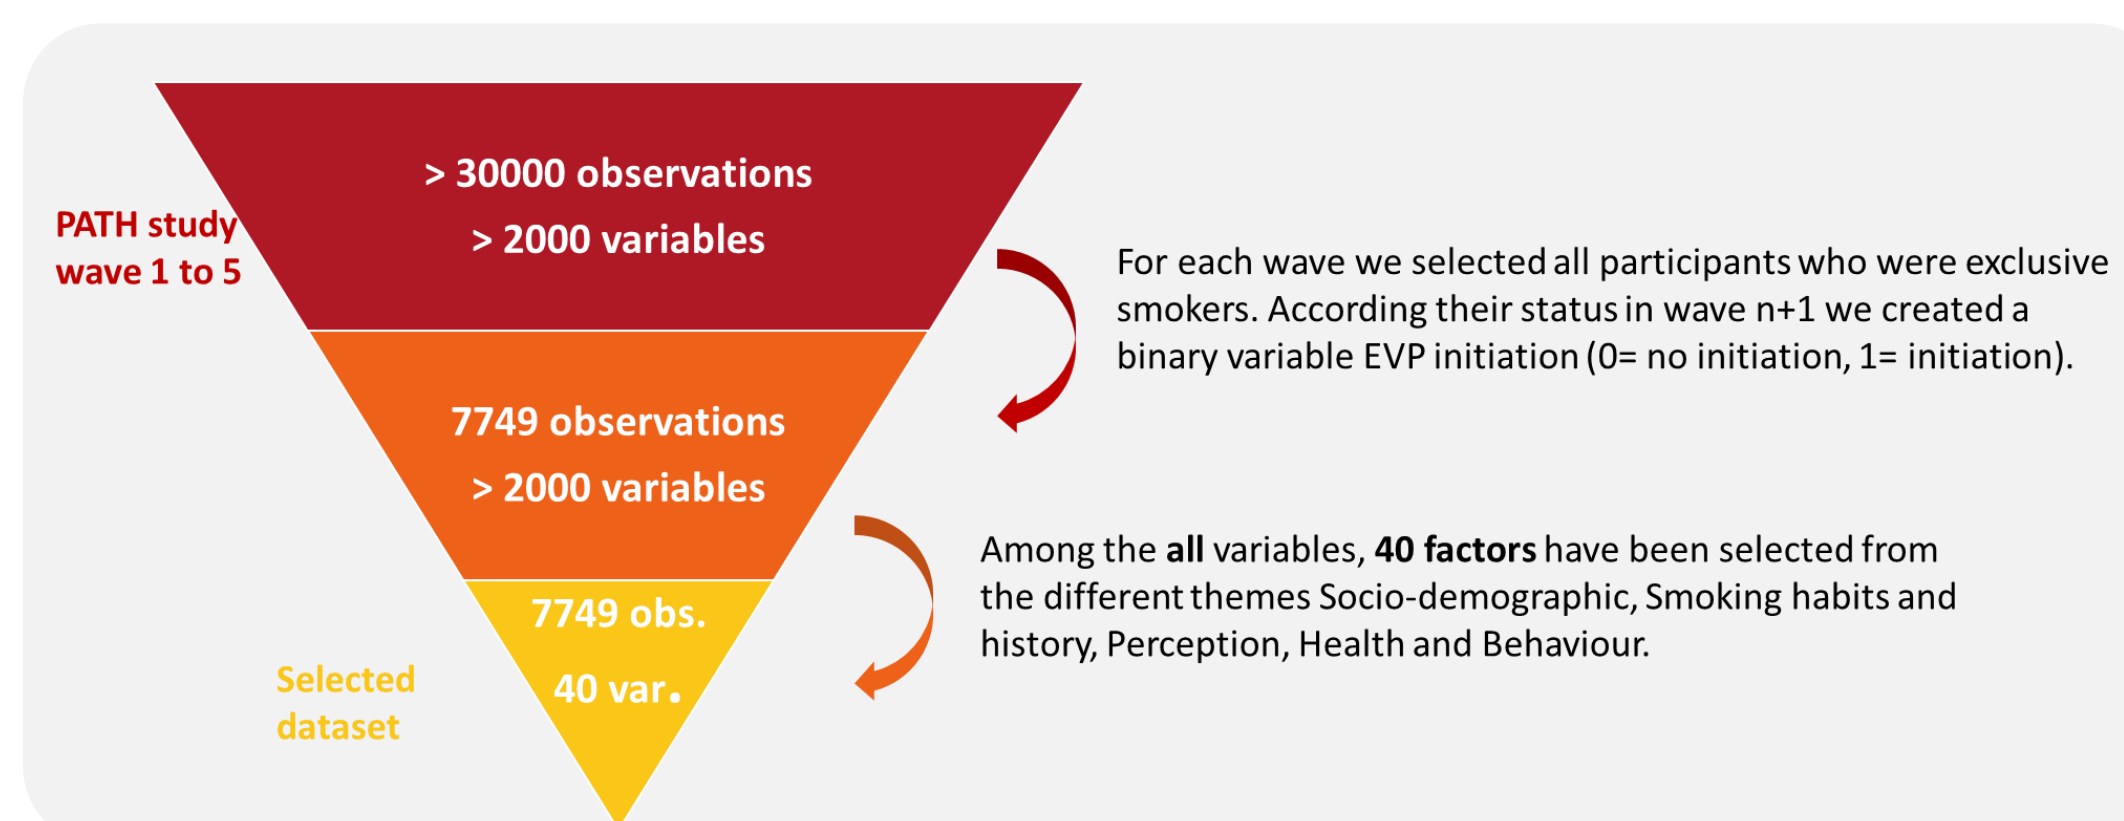 > 30000 observations
> 2000 variables
PATH study
wave 1 to 5
For each wave we selected all participants who were exclusive
smokers. According their status in wave n+1 we created a
binary variable EVP initiation (0= no initiation, 1= initiation).
7749 observations
> 2000 variables
Among the all variables, 40 factors have been selected from
the different themes Socio-demographic, Smoking habits and
history, Perception, Health and Behaviour.
7749 obs.
40 var.
Selected
dataset